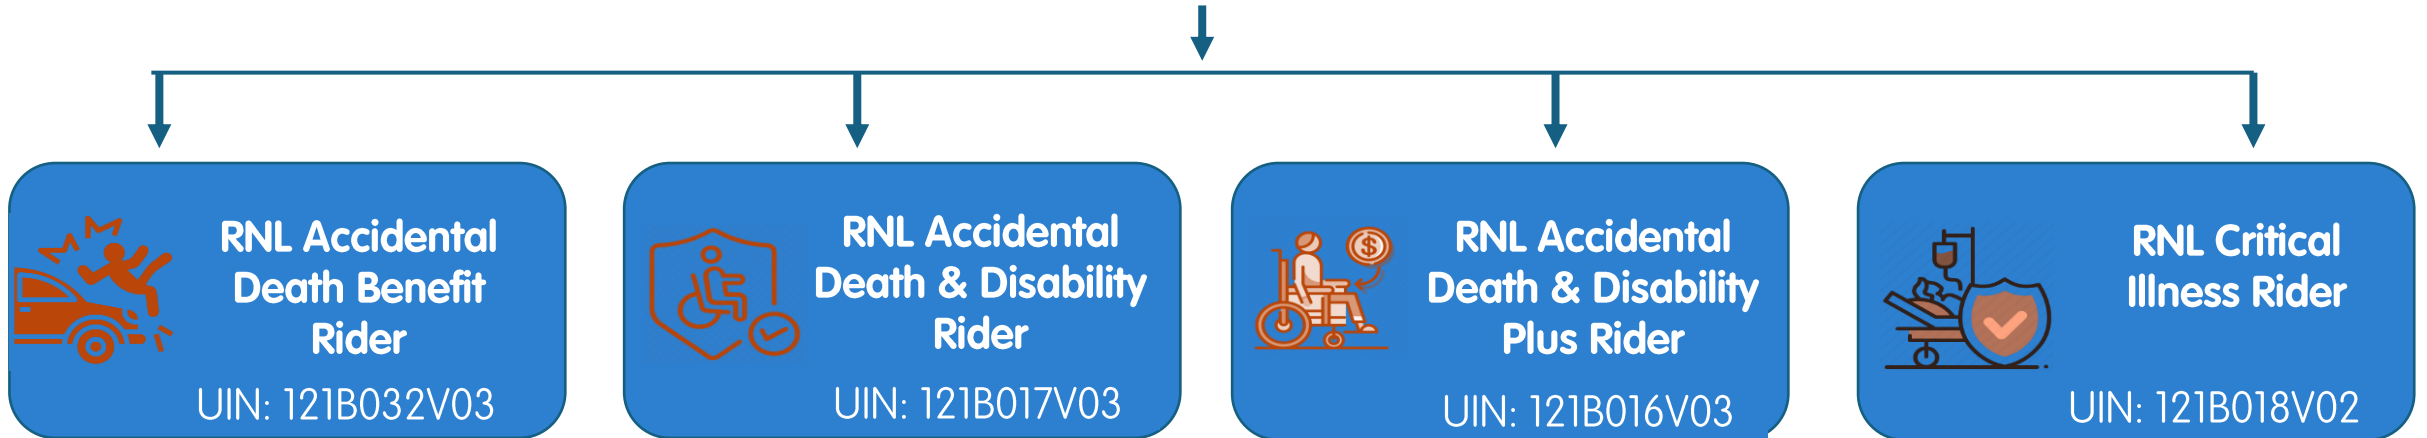 RNL Accidental
Death Benefit
Rider
UIN: 121B032V03
RNL Accidental
Death & Disability
Rider
UIN: 121B017V03
RNL Accidental
Death & Disability
Plus Rider
UIN: 121B016V03
RNL Critical
Illness Rider
UIN: 121B018V02